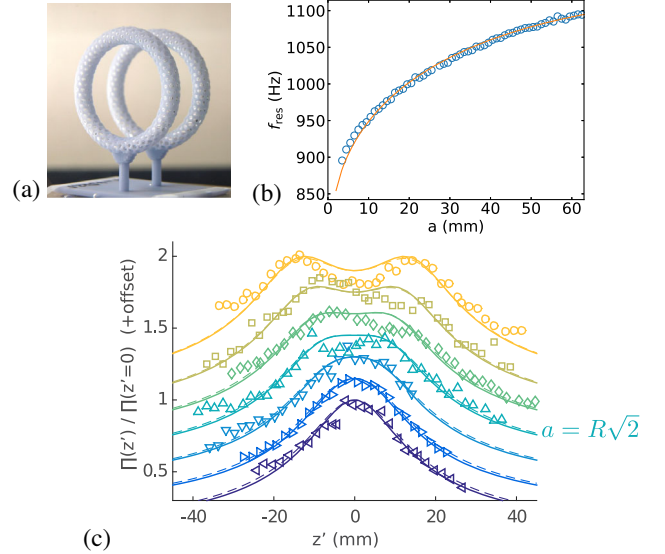 (a)
(b)
f_res (Hz)
1100
1050
1000
950
900
850
0 10 20 30 40 50 60
a (mm)
∏(z') / ∏(z'=0) (+offset)
2
1.5
1
0.5
a = R√2
-40 -20 0 20 40
z' (mm)
(c)